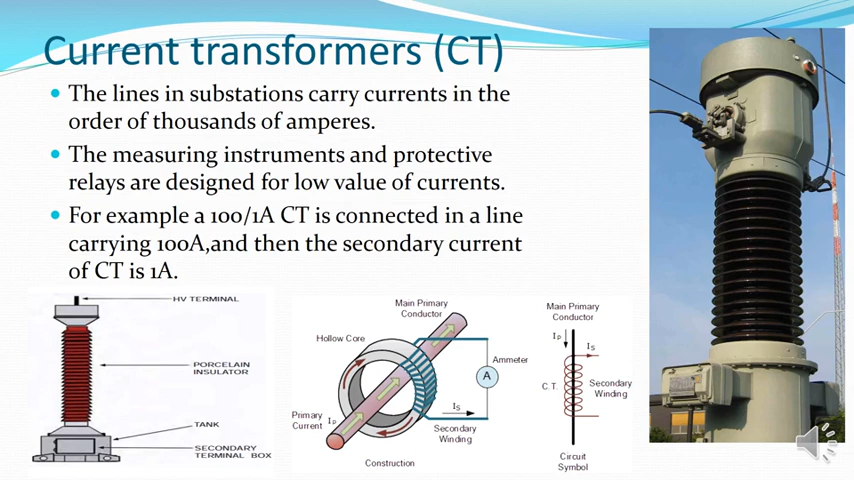 Current transformers (CT)
The lines in substations carry currents in the
order of thousands of amperes.
The measuring instruments and protective
relays are designed for low value of currents.
For example a 100/1A CT is connected in a line
carrying 100A,and then the secondary current
of CT is 1A.
HV TERMINAL
PORCELAIN
INSULATOR
TANK
SECONDARY
TERMINAL BOX
Main Primary
Conductor
Hollow Core
Ammeter
A
Primary
Current Ip
Is
Secondary
Winding
Construction
Main Primary
Conductor
Ip
Is
C.T.
Secondary
Winding
Circuit
Symbol